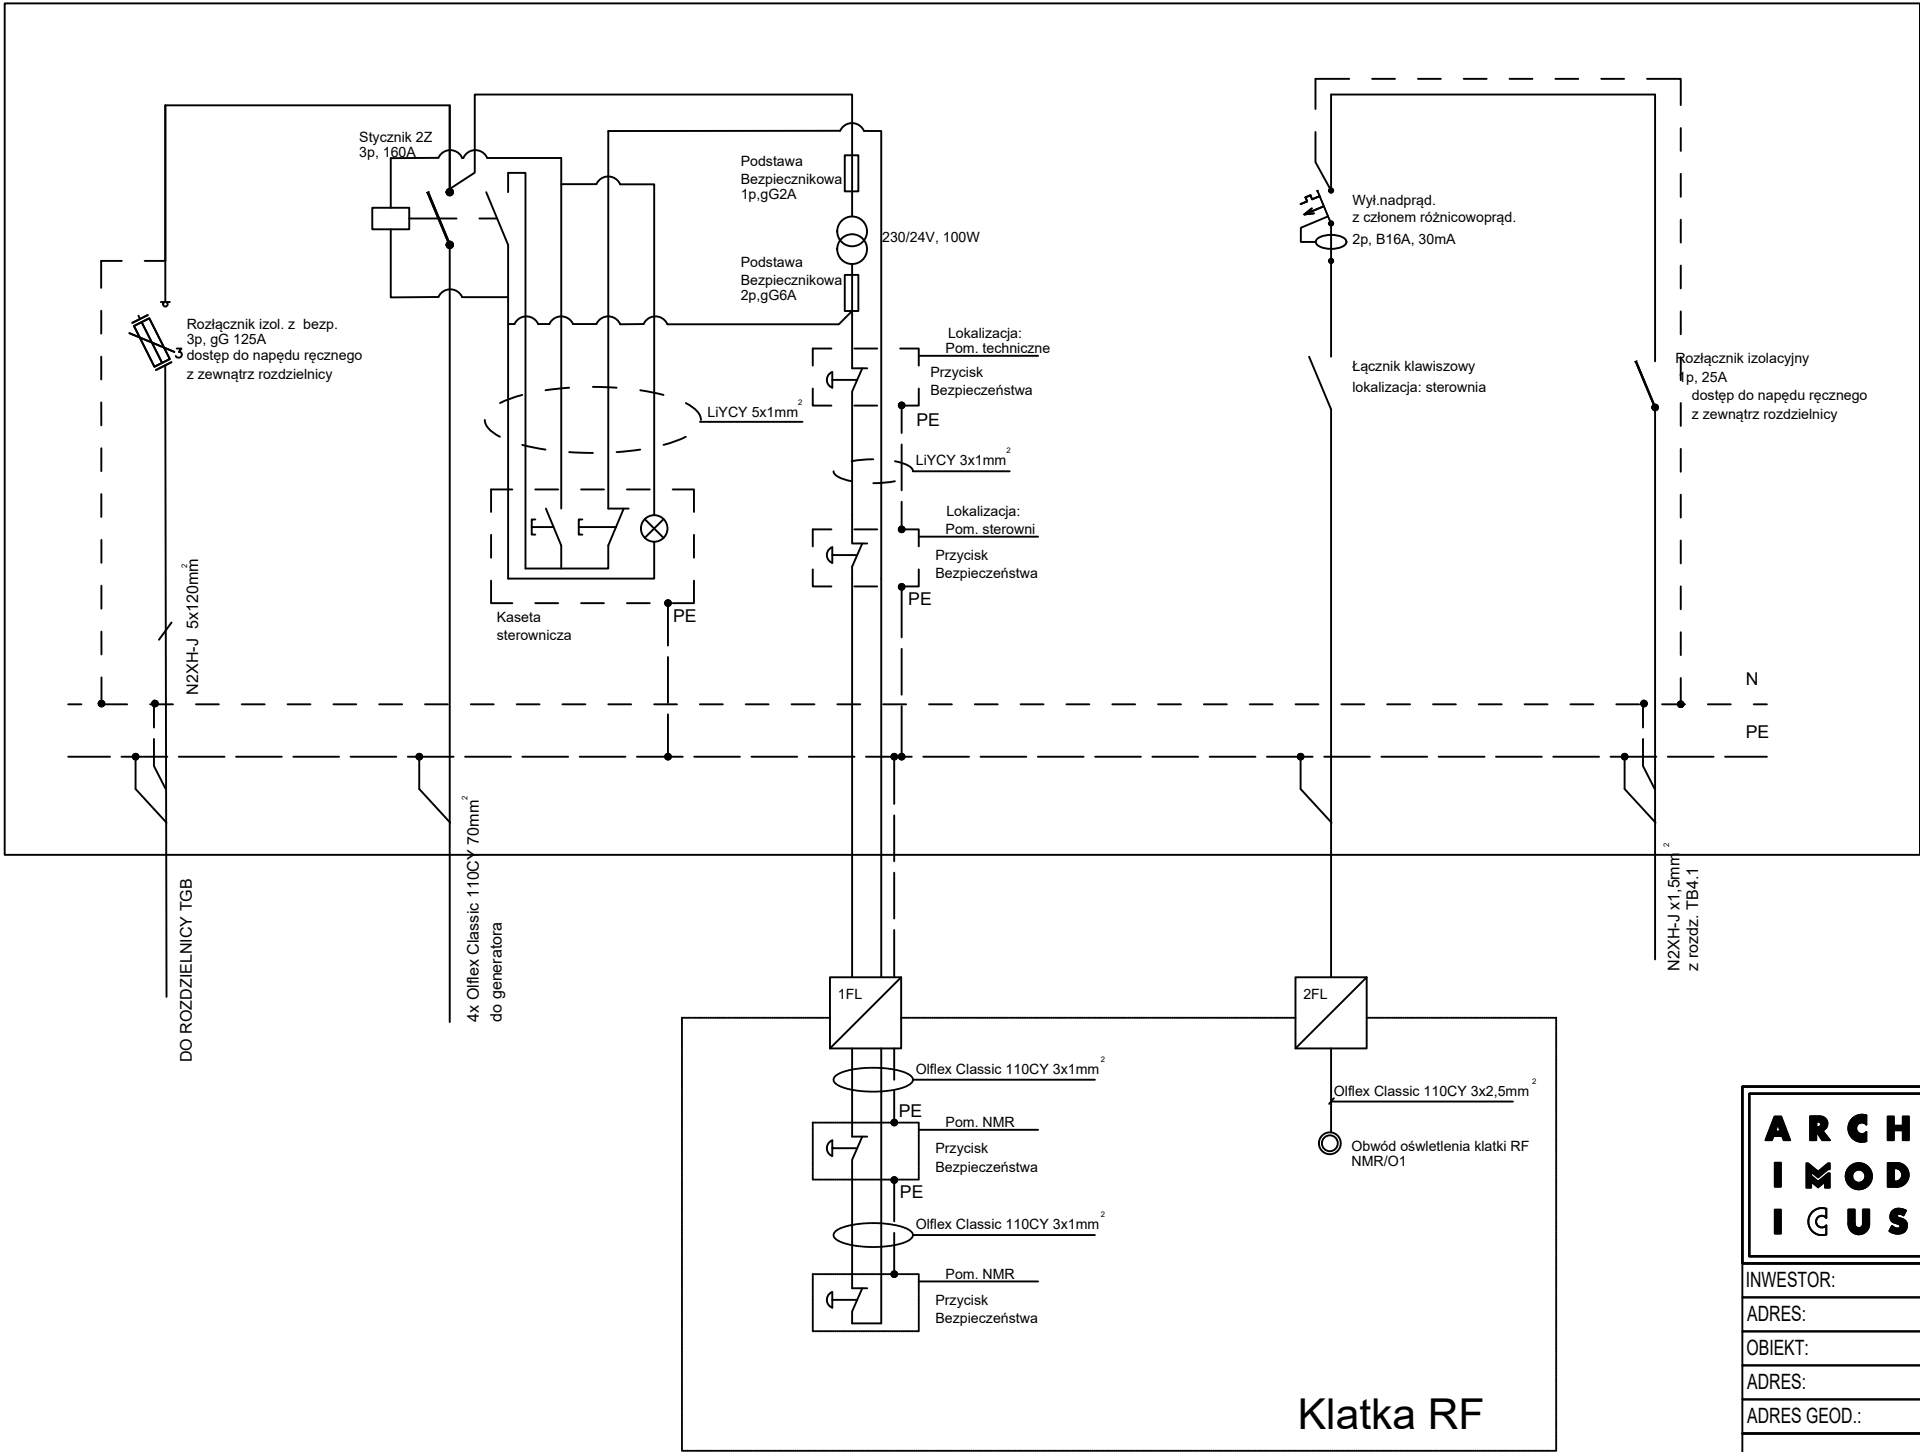 Stycznik 2Z
3p, 160A
Podstawa
Bezpiecznikowa
1p,gG2A
230/24V, 100W
Podstawa
Bezpiecznikowa
2p,gG6A
Wył.nadprąd.
z członem różnicowoprąd.
2p, B16A, 30mA
Rozłącznik izol. z bezp.
3p, gG 125A
dostęp do napędu ręcznego
z zewnątrz rozdzielnicy
3
Lokalizacja:
Pom. techniczne
Przycisk
Bezpieczeństwa
PE
Łącznik klawiszowy
lokalizacja: sterownia
Rozłącznik izolacyjny
1p, 25A
dostęp do napędu ręcznego
z zewnątrz rozdzielnicy
LiYCY 5x1mm²
LiYCY 3x1mm²
Lokalizacja:
Pom. sterowni
Przycisk
Bezpieczeństwa
PE
Kaseta
sterownicza
PE
N2XH-J 5x120mm²
N
PE
DO ROZDZIELNICY TGB
4x Olflex Classic 110CY 70mm²
do generatora
N2XH-J x1,5mm²
z rozdz. TB4.1
1FL
2FL
Olflex Classic 110CY 3x1mm²
PE
Pom. NMR
Przycisk
Bezpieczeństwa
PE
Olflex Classic 110CY 3x1mm²
Pom. NMR
Przycisk
Bezpieczeństwa
Olflex Classic 110CY 3x2,5mm²
Obwód ośwletlenia klatki RF
NMR/O1
Klatka RF
ARCH
IMOD
ICUS
INWESTOR:
ADRES:
OBIEKT:
ADRES:
ADRES GEOD.: